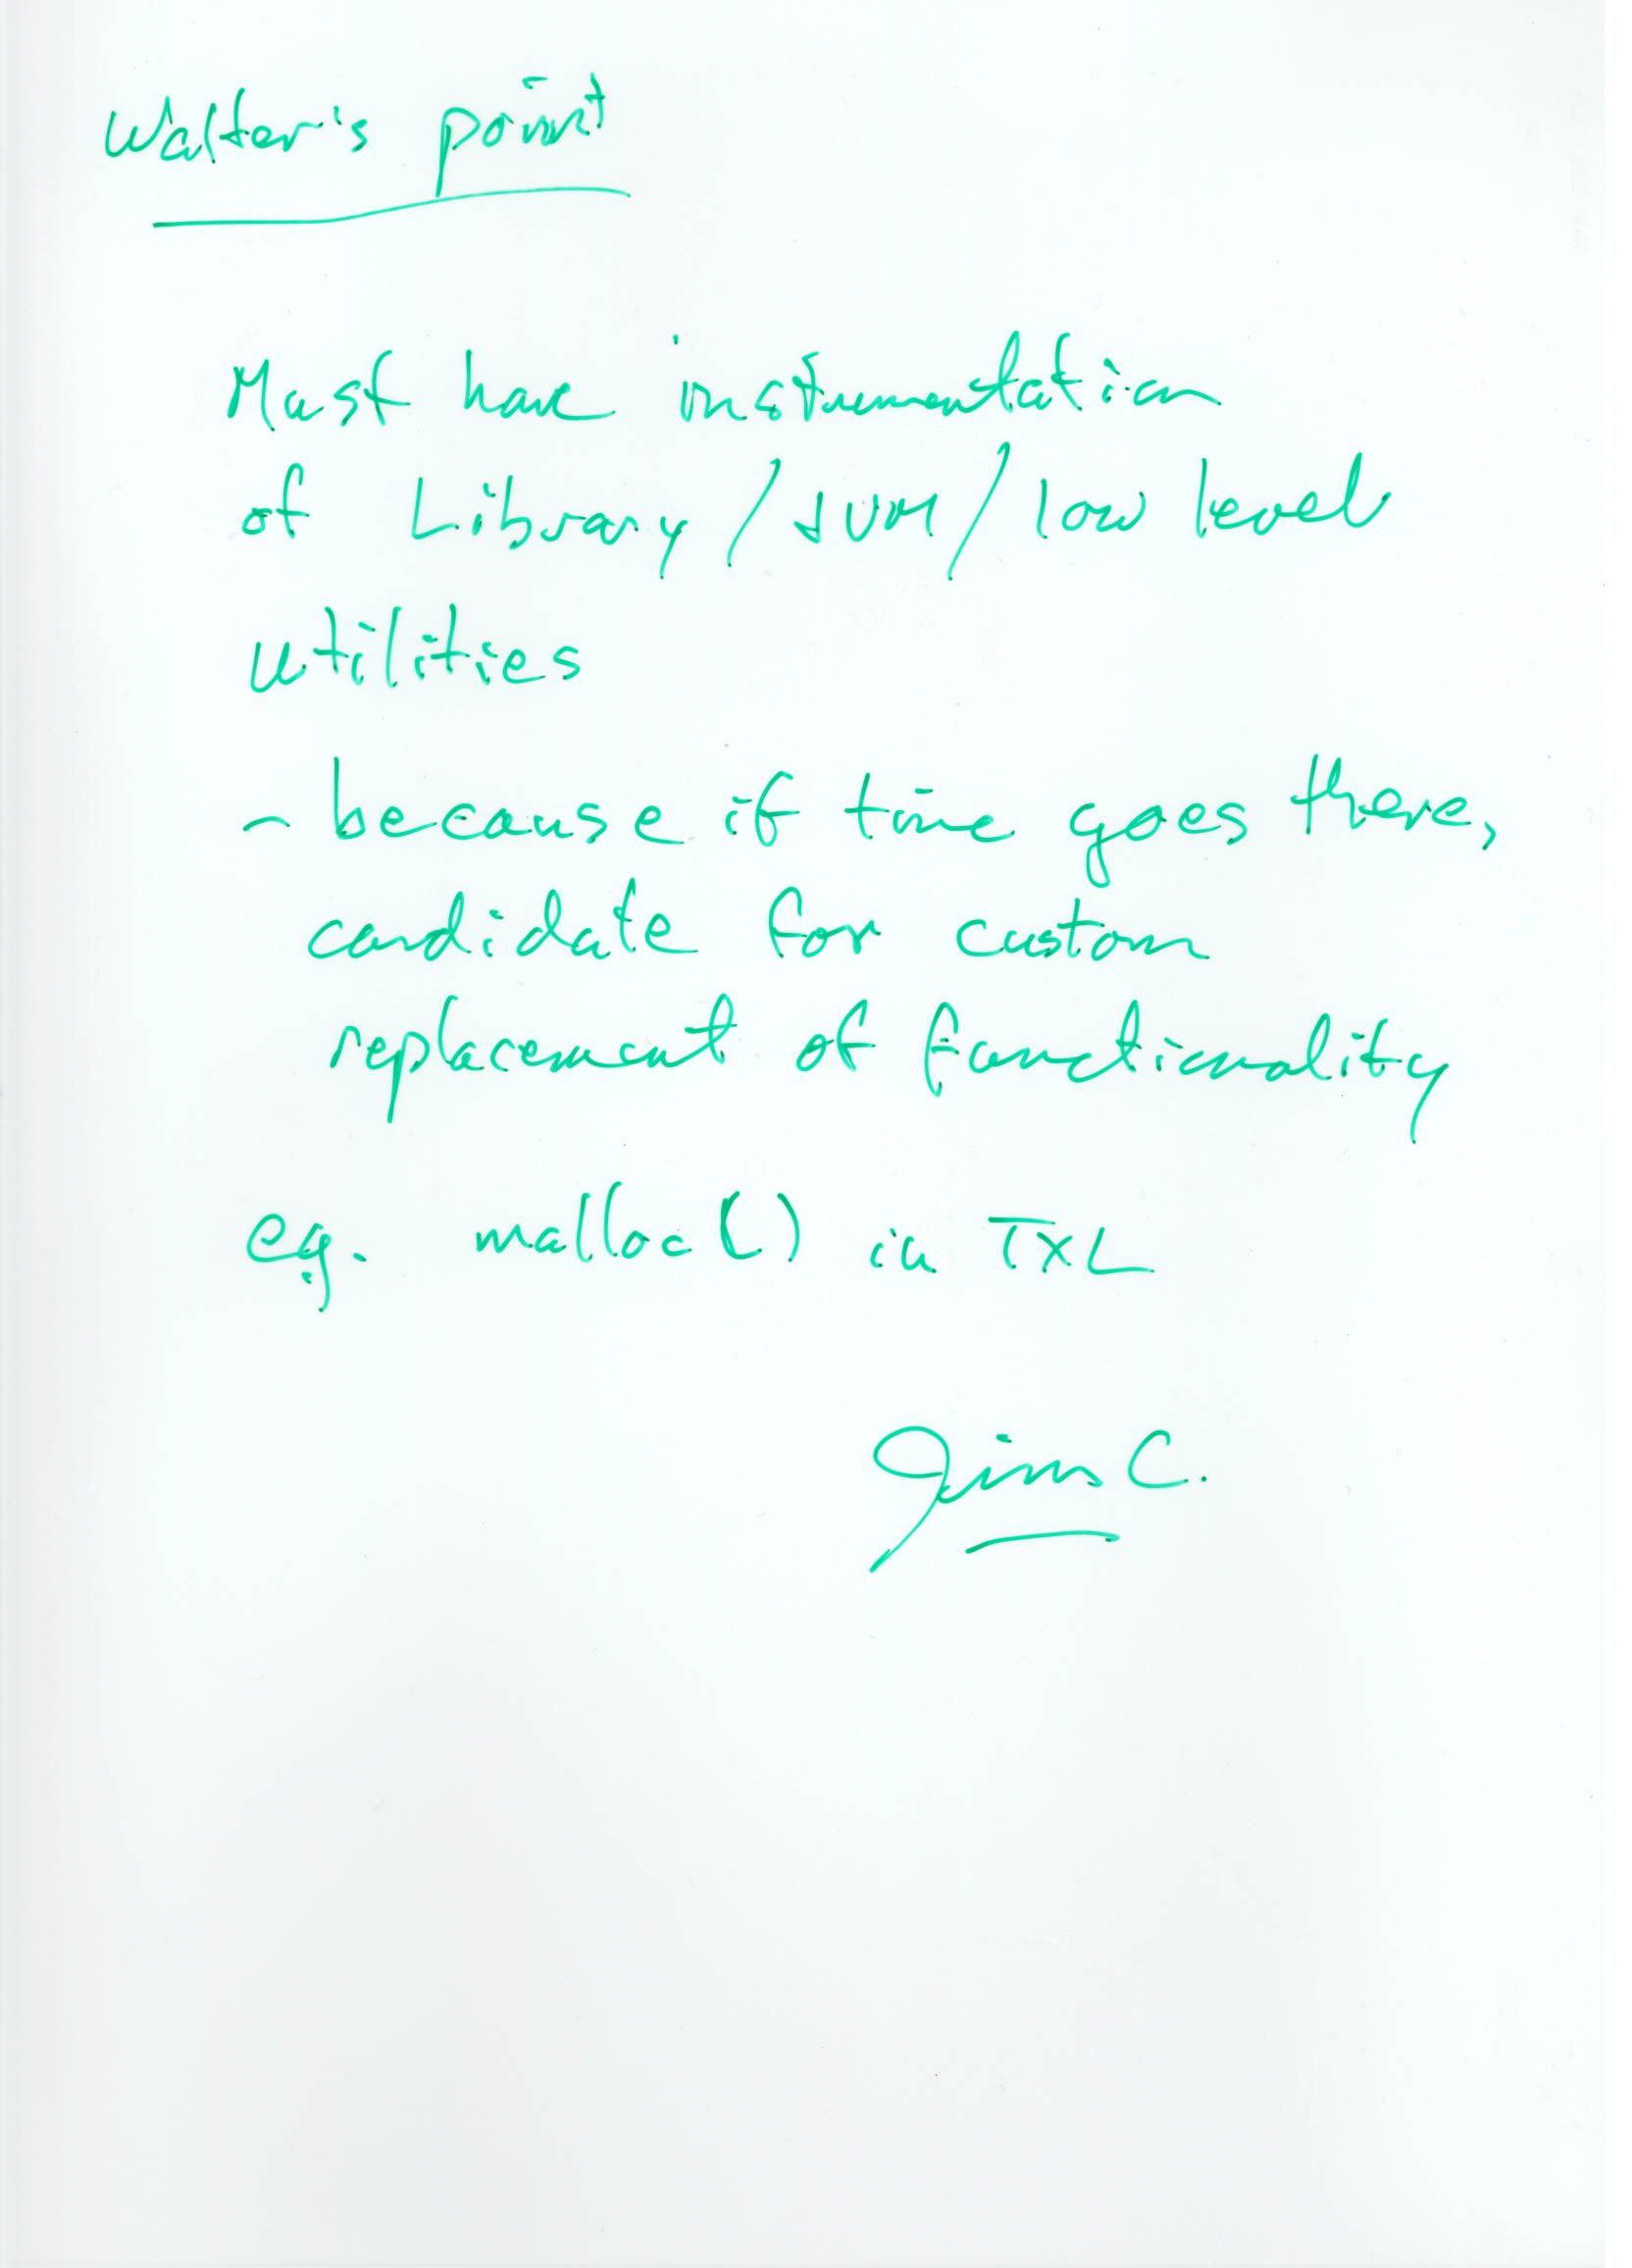 Walter's point
Must have instrumentation
of Library / JVM / low level
utilities
- because if time goes there,
candidate for custom
replacement of functionality
eg. malloc() in TXL
Jim C.